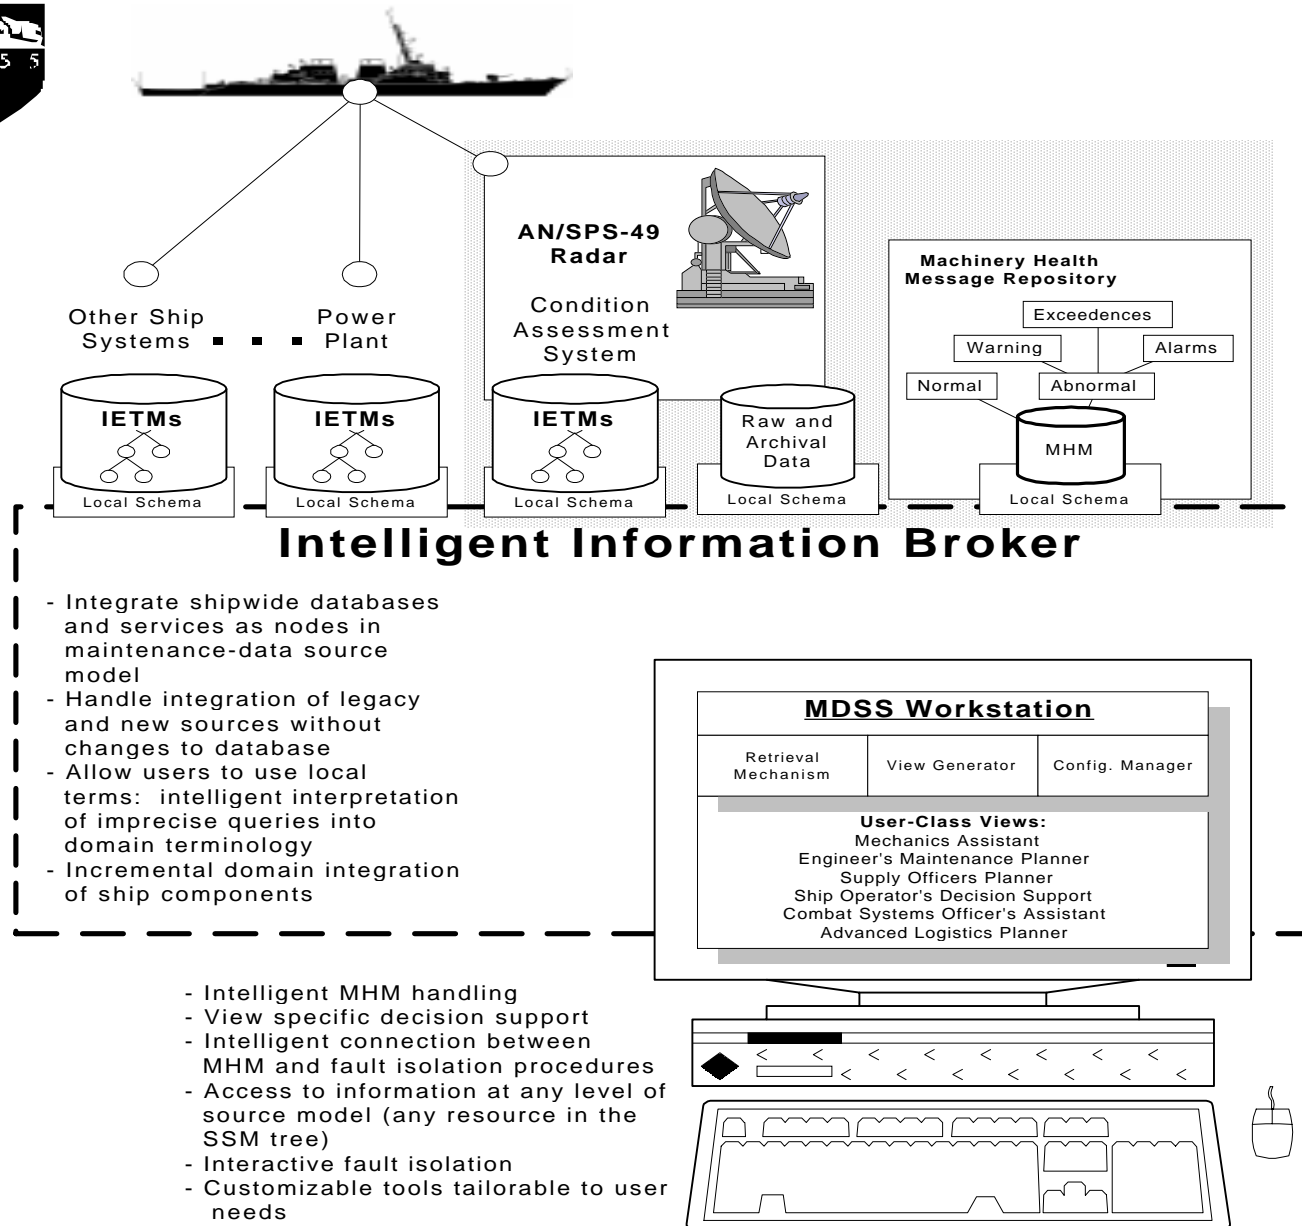 5 5
AN/SPS-49
Radar
Condition
Assessment
System
Machinery Health
Message Repository
Exceedences
Warning
Alarms
Normal
Abnormal
MHM
Local Schema
Other Ship
Systems
Power
Plant
IETMs
Local Schema
IETMs
Local Schema
IETMs
Local Schema
Raw and
Archival
Data
Local Schema
Intelligent Information Broker
- Integrate shipwide databases
and services as nodes in
maintenance-data source
model
- Handle integration of legacy
and new sources without
changes to database
- Allow users to use local
terms: intelligent interpretation
of imprecise queries into
domain terminology
- Incremental domain integration
of ship components
MDSS Workstation
Retrieval
Mechanism
View Generator
Config. Manager
User-Class Views:
Mechanics Assistant
Engineer's Maintenance Planner
Supply Officers Planner
Ship Operator's Decision Support
Combat Systems Officer's Assistant
Advanced Logistics Planner
- Intelligent MHM handling
- View specific decision support
- Intelligent connection between
MHM and fault isolation procedures
- Access to information at any level of
source model (any resource in the
SSM tree)
- Interactive fault isolation
- Customizable tools tailorable to user
needs